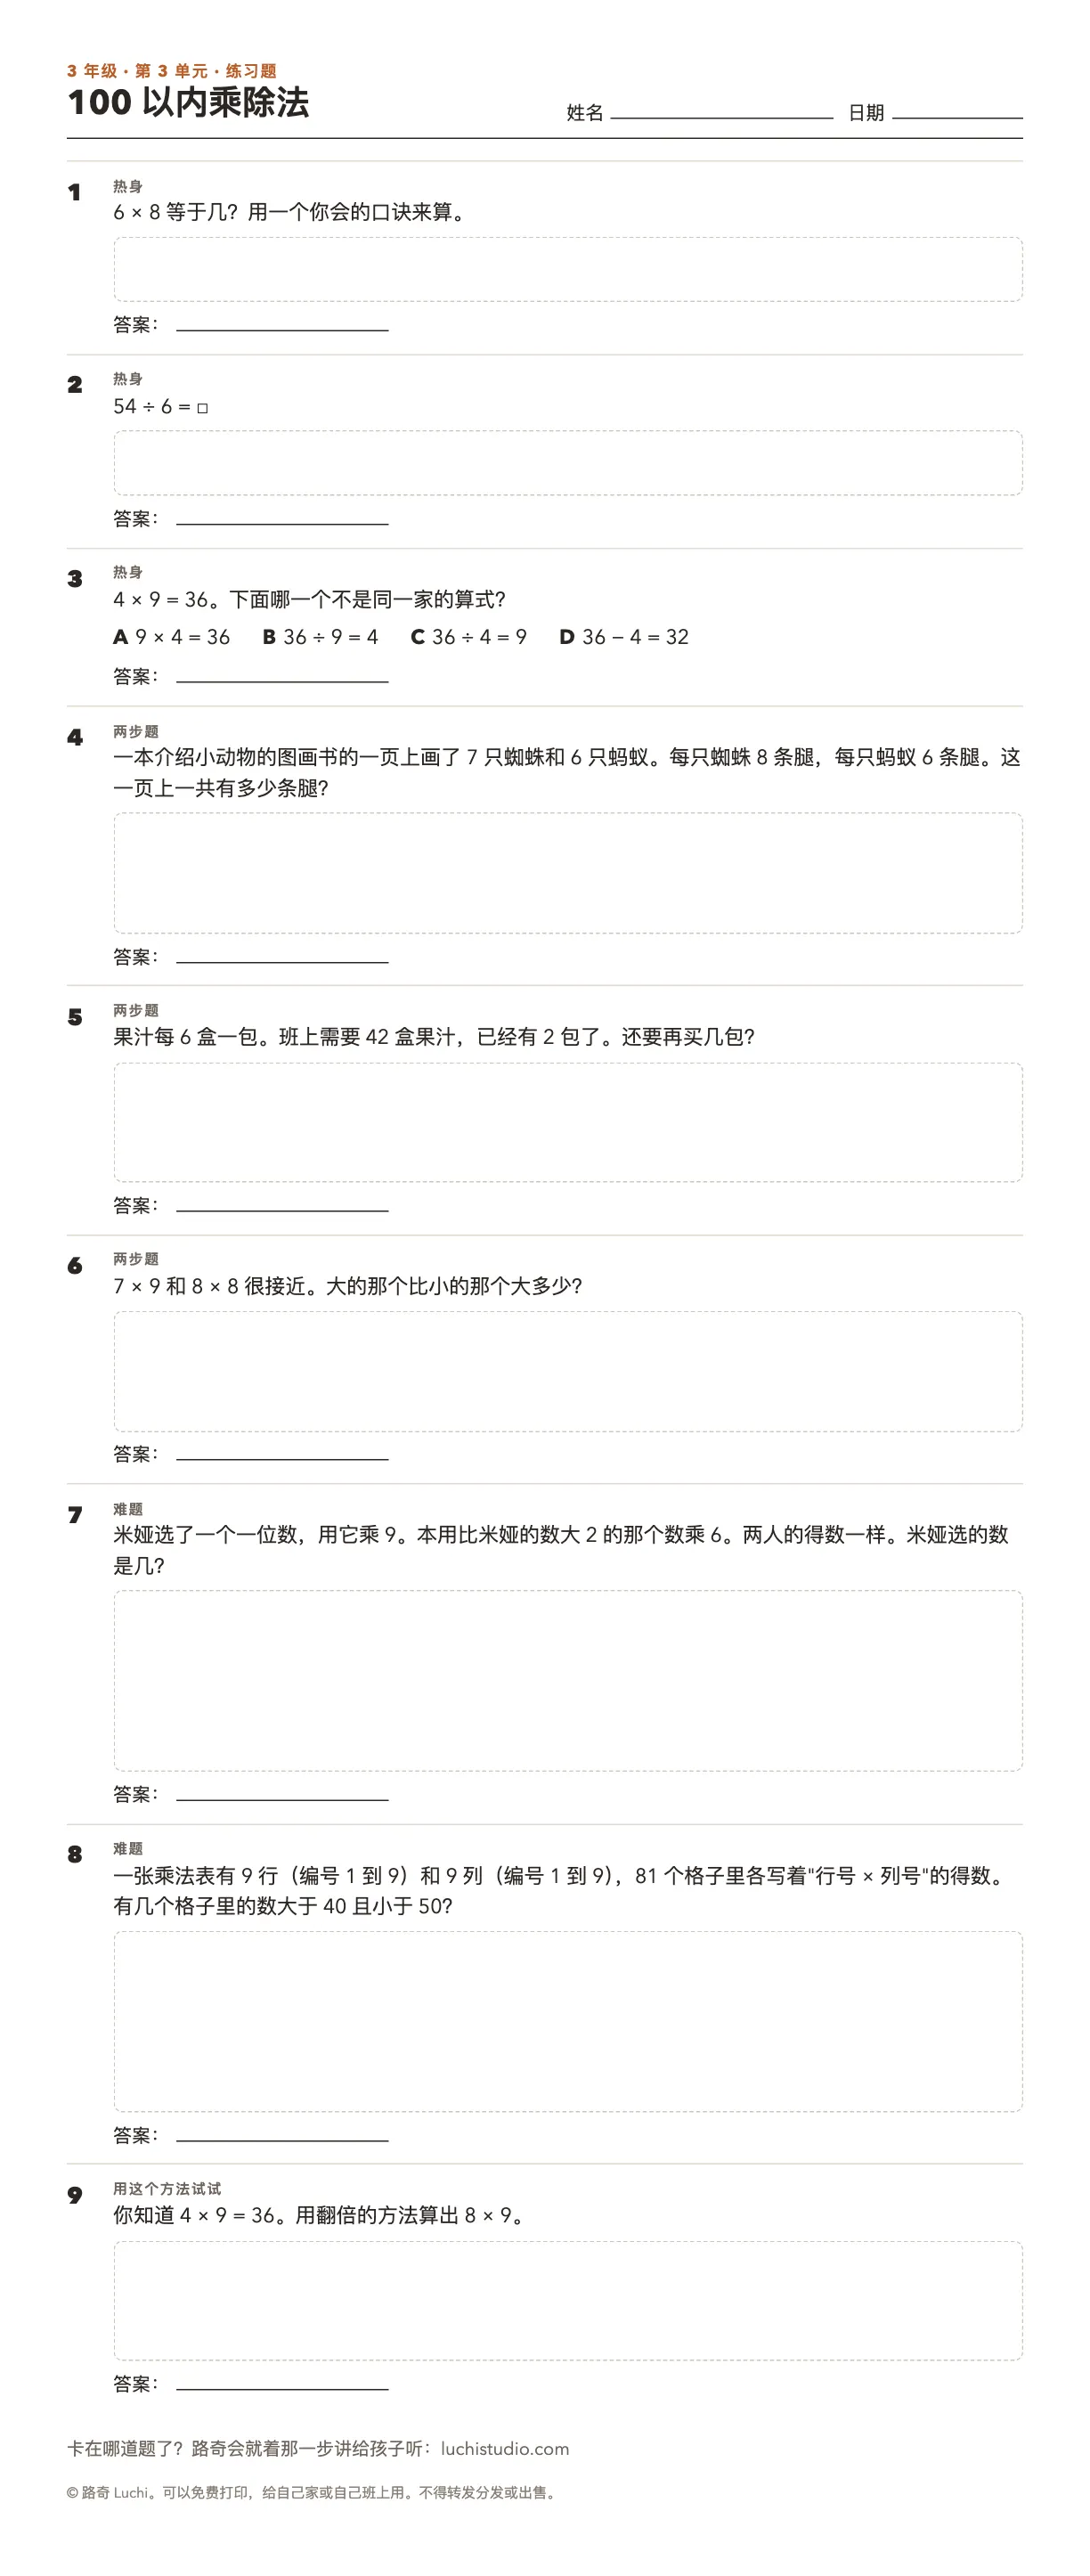 3 年级 · 第 3 单元 · 练习题
100 以内乘除法
姓名
日期
1
热身
6 × 8 等于几？用一个你会的口诀来算。
答案：
2
热身
54 ÷ 6 = □
答案：
3
热身
4 × 9 = 36。下面哪一个不是同一家的算式？
A 9 × 4 = 36 B 36 ÷ 9 = 4 C 36 ÷ 4 = 9 D 36 − 4 = 32
答案：
4
两步题
一本介绍小动物的图画书的一页上画了 7 只蜘蛛和 6 只蚂蚁。每只蜘蛛 8 条腿，每只蚂蚁 6 条腿。这
一页上一共有多少条腿？
答案：
5
两步题
果汁每 6 盒一包。班上需要 42 盒果汁，已经有 2 包了。还要再买几包？
答案：
6
两步题
7 × 9 和 8 × 8 很接近。大的那个比小的那个大多少？
答案：
7
难题
米娅选了一个一位数，用它乘 9。本用比米娅的数大 2 的那个数乘 6。两人的得数一样。米娅选的数
是几？
答案：
8
难题
一张乘法表有 9 行（编号 1 到 9）和 9 列（编号 1 到 9），81 个格子里各写着"行号 × 列号"的得数。
有几个格子里的数大于 40 且小于 50？
答案：
9
用这个方法试试
你知道 4 × 9 = 36。用翻倍的方法算出 8 × 9。
答案：
卡在哪道题了？路奇会就着那一步讲给孩子听：luchistudio.com
© 路奇 Luchi。可以免费打印，给自己家或自己班上用。不得转发分发或出售。